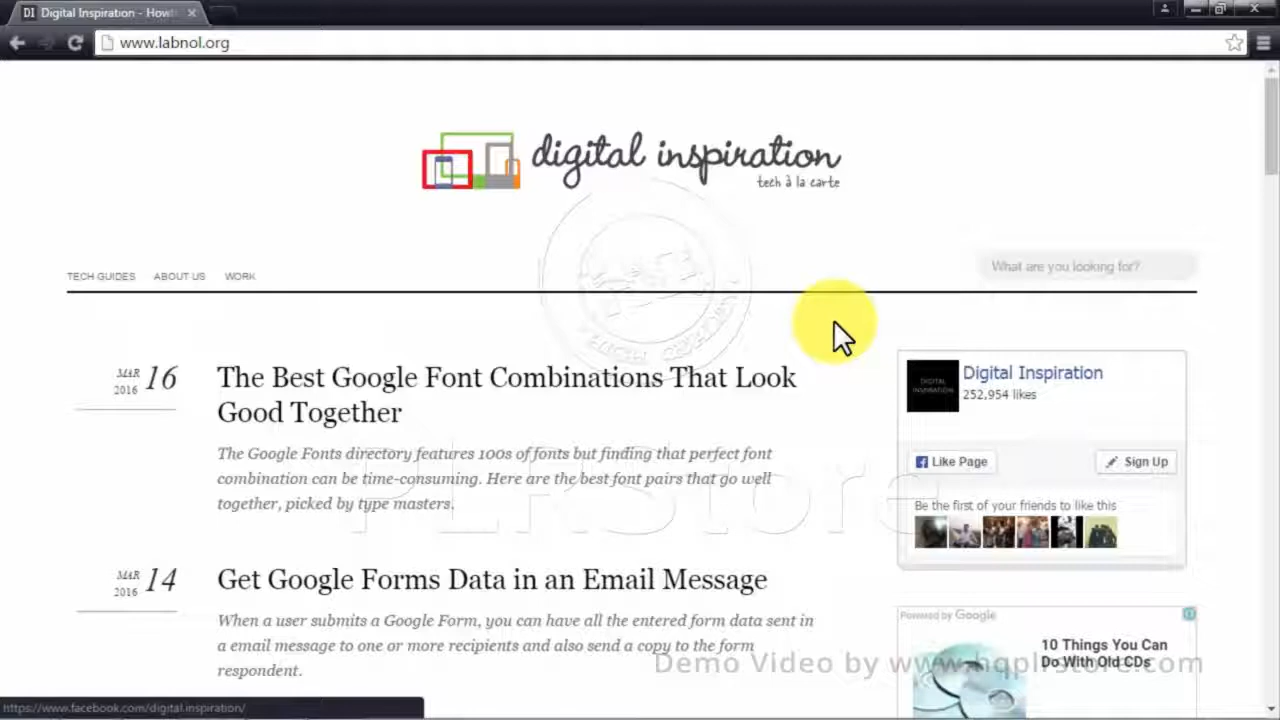 DI Digital Inspiration - How-
www.labnol.org
digital inspiration
tech à la carte
TECH GUIDES ABOUT US WORK
What are you looking for?
MAR 16
2016
The Best Google Font Combinations That Look
Good Together
The Google Fonts directory features 100s of fonts but finding that perfect font
combination can be time-consuming. Here are the best font pairs that go well
together, picked by type masters.
MAR 14
2016
Get Google Forms Data in an Email Message
When a user submits a Google Form, you can have all the entered form data sent in
a email message to one or more recipients and also send a copy to the form
respondent.
DIGITAL
INSPIRATION
Digital Inspiration
252,954 likes
Like Page
Sign Up
Be the first of your friends to like this
Powered by Google
10 Things You Can
Do With Old CDs
PLRStore
Demo Video by www.hqplrstore.com
https://www.facebook.com/digital.inspiration/